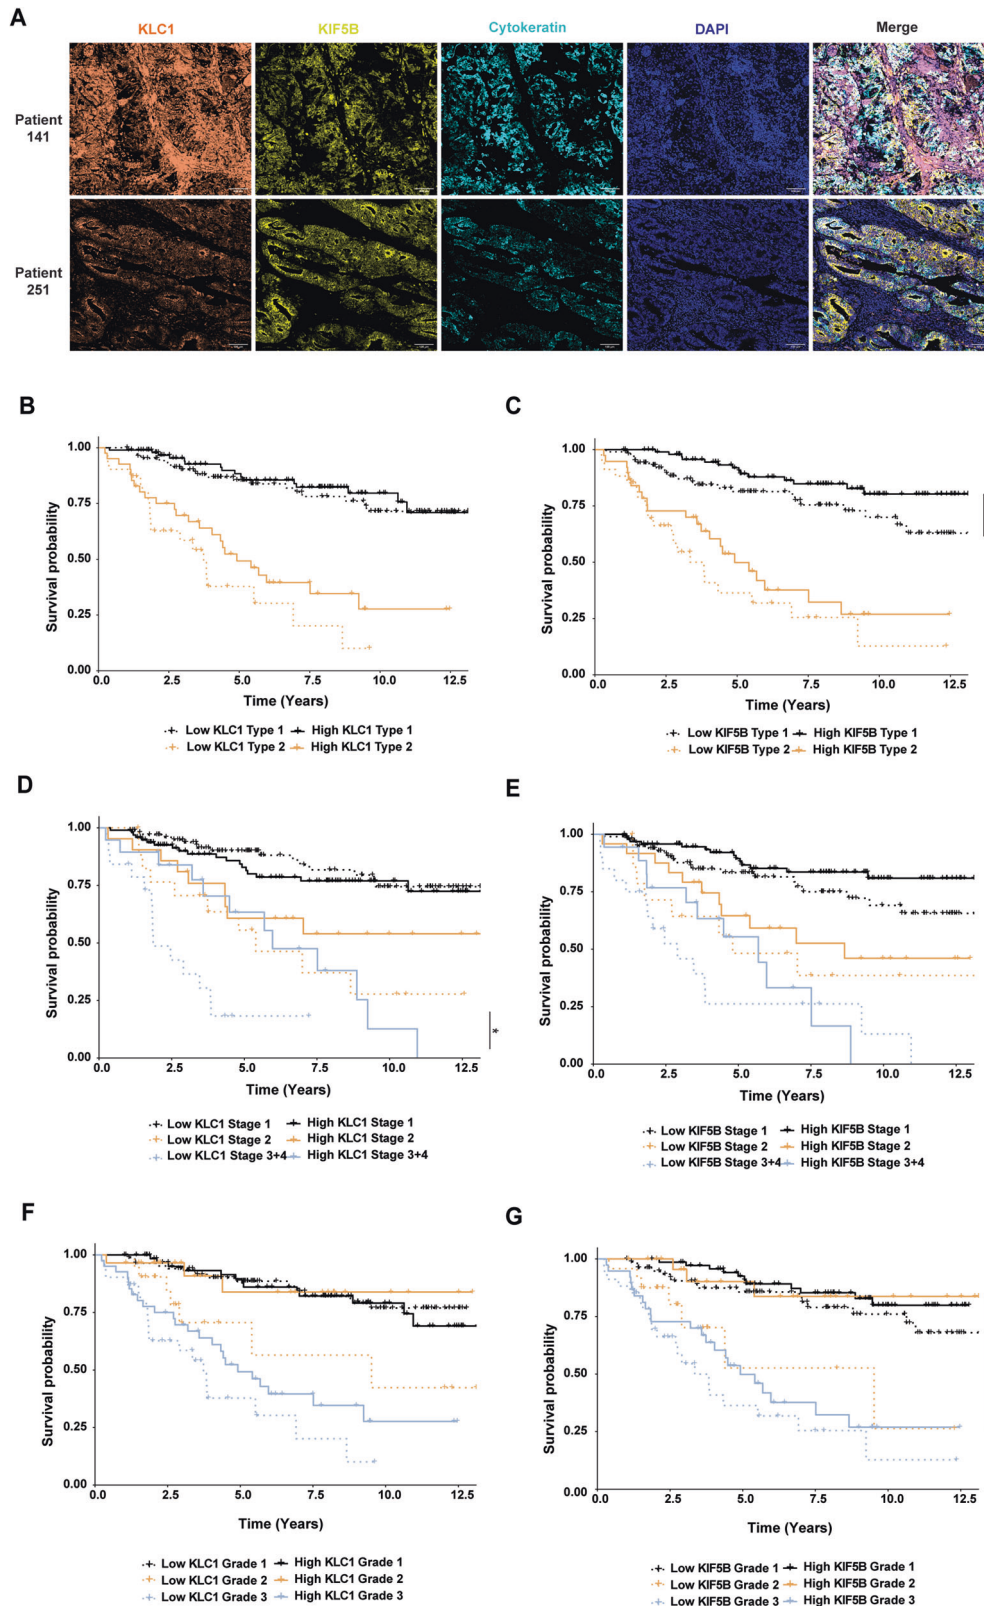 A
KLC1 KIF5B Cytokeratin DAPI Merge
Patient
141
Patient
251
B
Survival probability
1.00
0.75
0.50
0.25
0.00
0.0 2.5 5.0 7.5 10.0 12.5
Time (Years)
Low KLC1 Type 1 High KLC1 Type 1
Low KLC1 Type 2 High KLC1 Type 2
C
Survival probability
1.00
0.75
0.50
0.25
0.00
0.0 2.5 5.0 7.5 10.0 12.5
Time (Years)
Low KIF5B Type 1 High KIF5B Type 1
Low KIF5B Type 2 High KIF5B Type 2
D
Survival probability
1.00
0.75
0.50
0.25
0.00
0.0 2.5 5.0 7.5 10.0 12.5
*
Time (Years)
Low KLC1 Stage 1 High KLC1 Stage 1
Low KLC1 Stage 2 High KLC1 Stage 2
Low KLC1 Stage 3+4 High KLC1 Stage 3+4
E
Survival probability
1.00
0.75
0.50
0.25
0.00
0.0 2.5 5.0 7.5 10.0 12.5
Time (Years)
Low KIF5B Stage 1 High KIF5B Stage 1
Low KIF5B Stage 2 High KIF5B Stage 2
Low KIF5B Stage 3+4 High KIF5B Stage 3+4
F
Survival probability
1.00
0.75
0.50
0.25
0.00
0.0 2.5 5.0 7.5 10.0 12.5
Time (Years)
Low KLC1 Grade 1 High KLC1 Grade 1
Low KLC1 Grade 2 High KLC1 Grade 2
Low KLC1 Grade 3 High KLC1 Grade 3
G
Survival probability
1.00
0.75
0.50
0.25
0.00
0.0 2.5 5.0 7.5 10.0 12.5
Time (Years)
Low KIF5B Grade 1 High KIF5B Grade 1
Low KIF5B Grade 2 High KIF5B Grade 2
Low KIF5B Grade 3 High KIF5B Grade 3